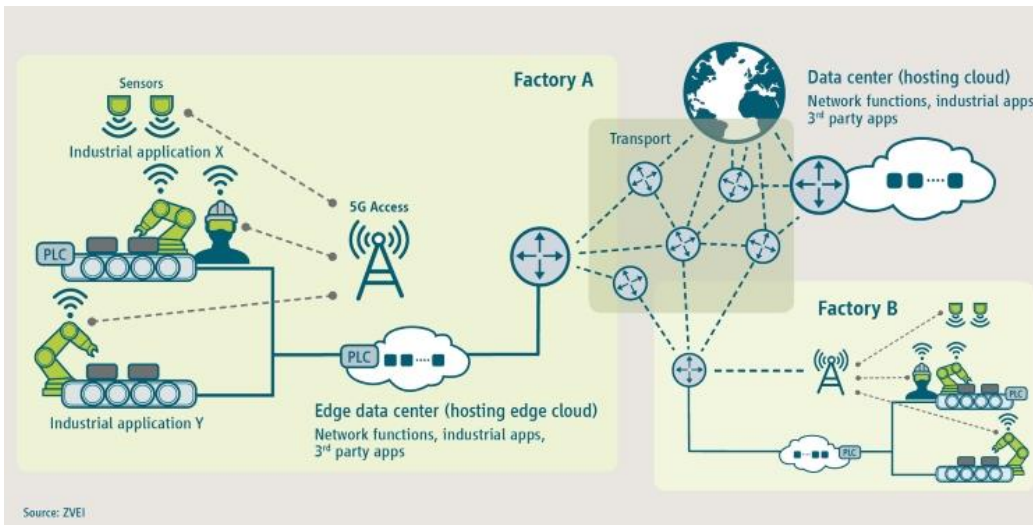 Sensors
Industrial application X
PLC
Industrial application Y
Factory A
5G Access
PLC
Edge data center (hosting edge cloud)
Network functions, industrial apps,
3rd party apps
Transport
Data center (hosting cloud)
Network functions, industrial apps
3rd party apps
Factory B
PLC
PLC
Source: ZVEI